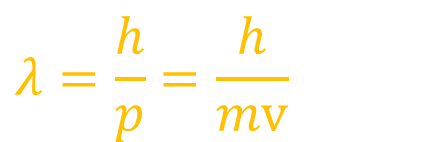 λ = h/p = h/mv